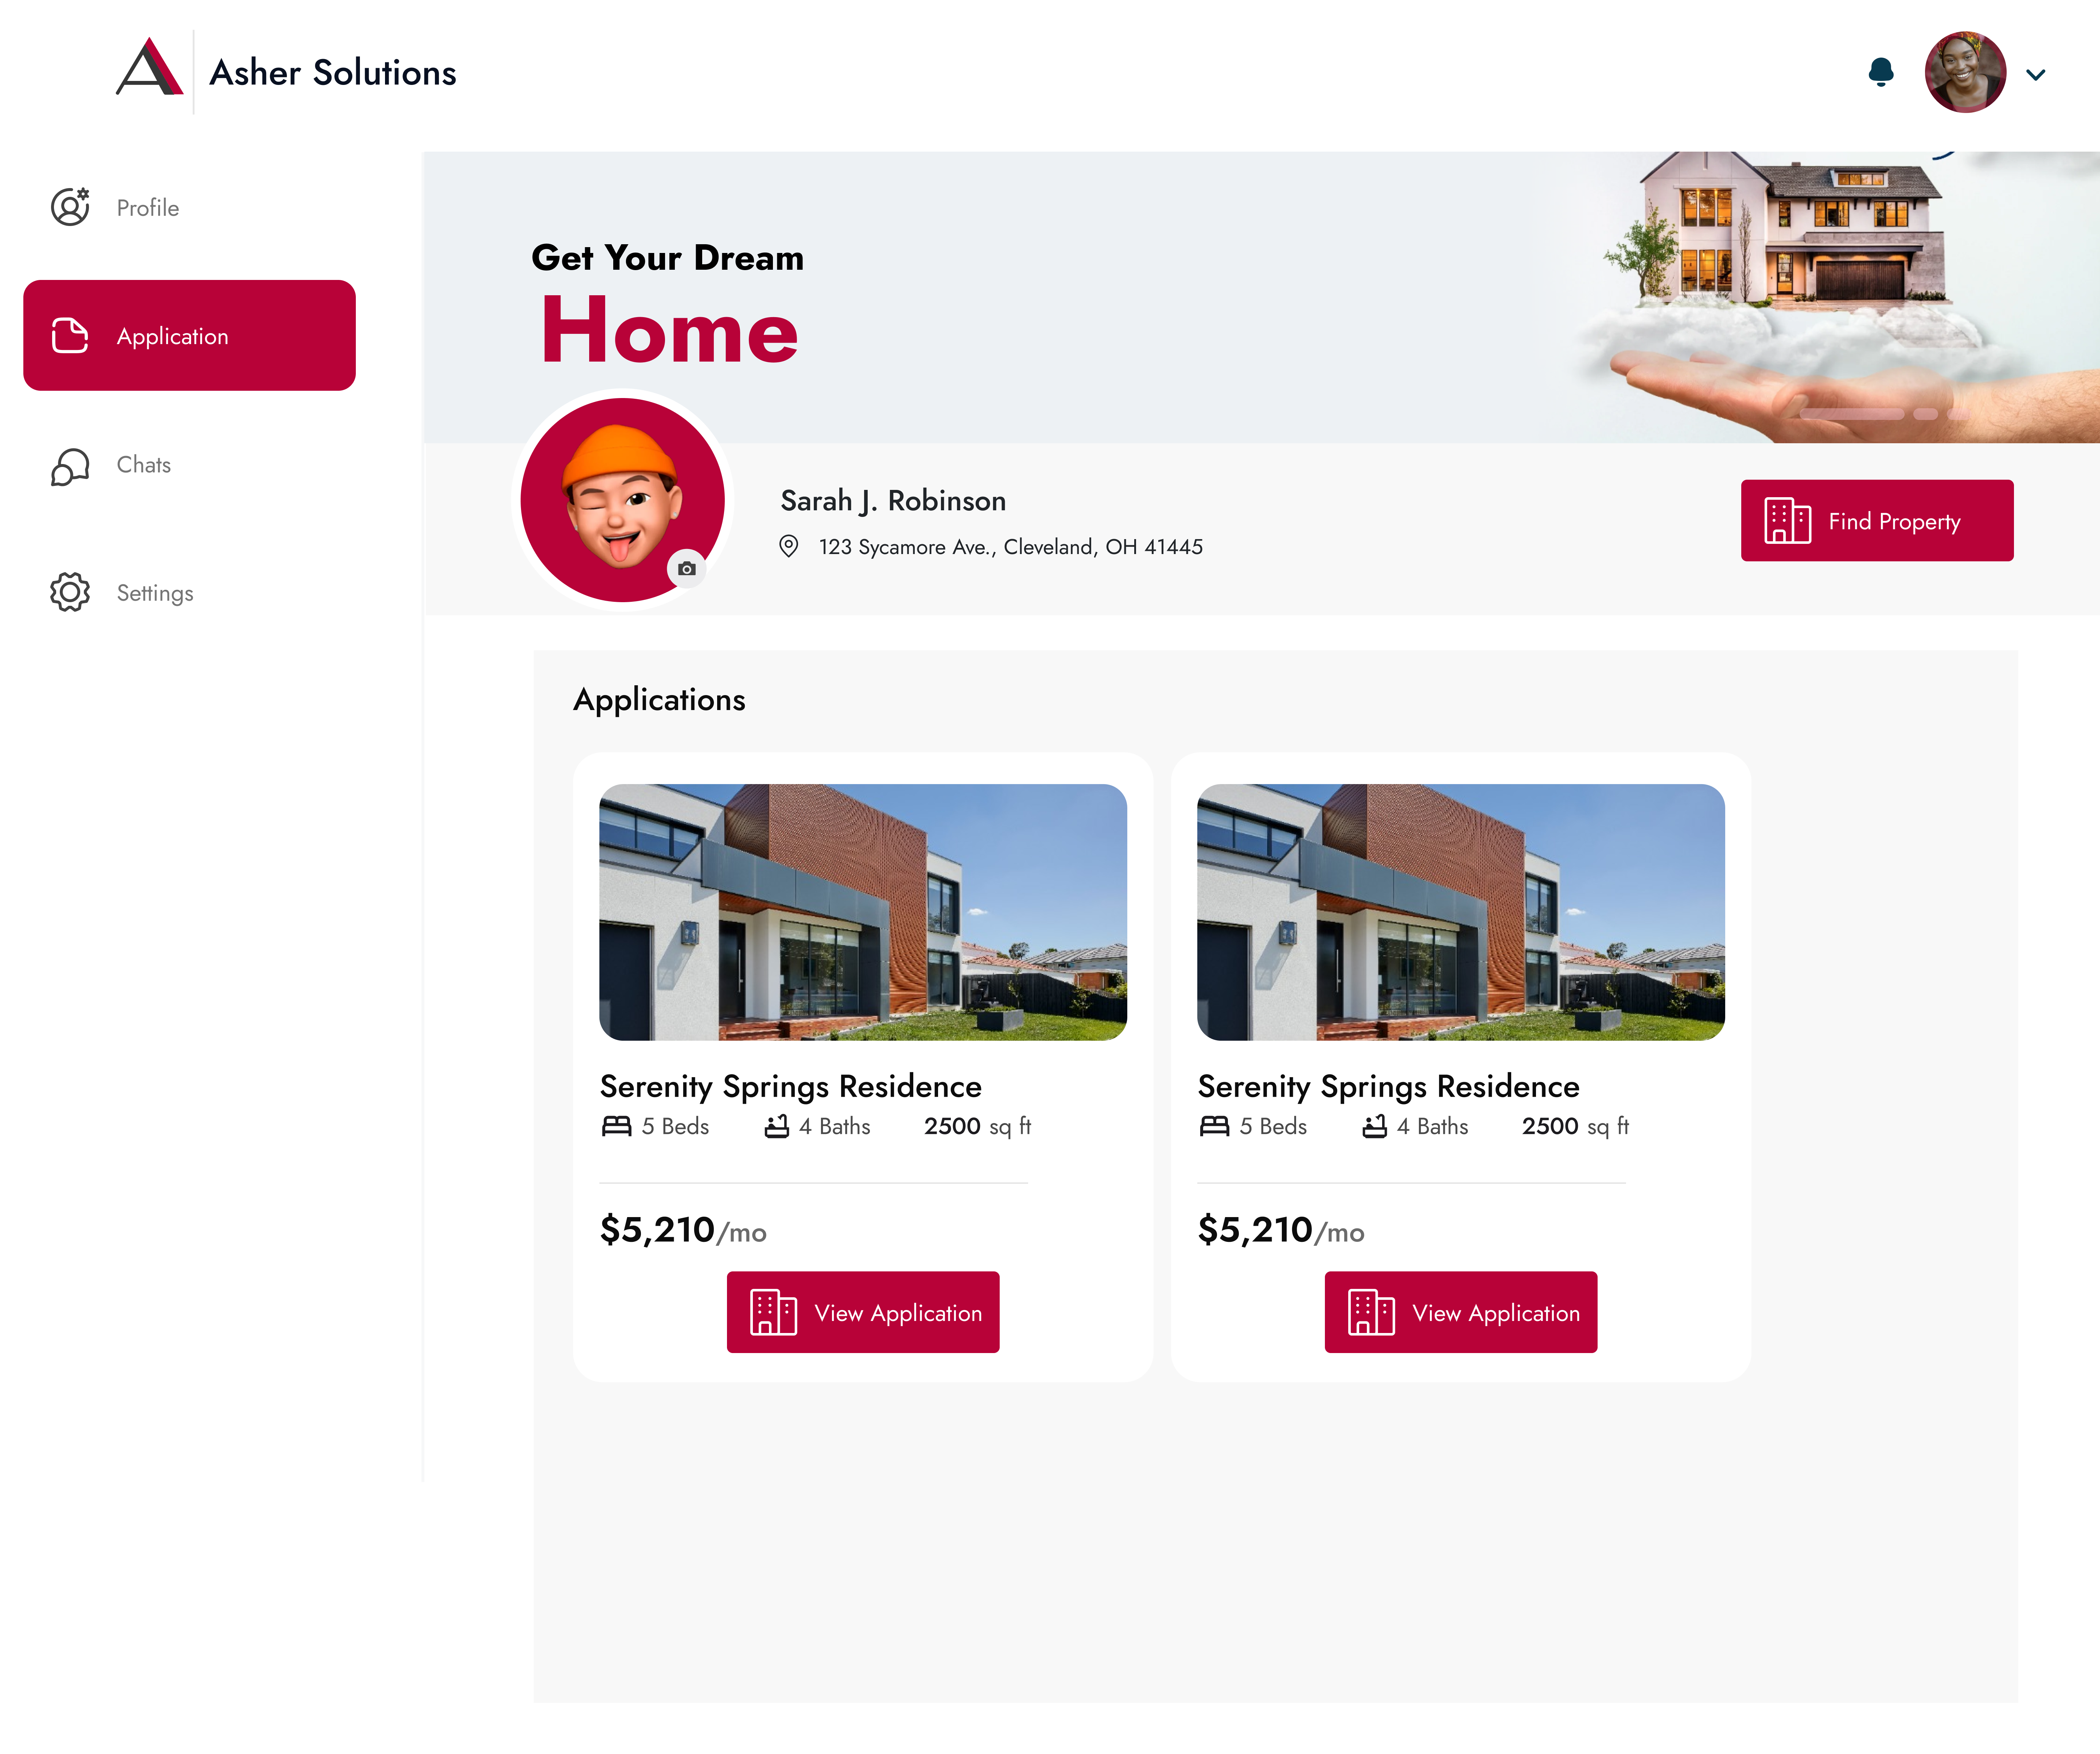 Asher Solutions
Profile
Application
Chats
Settings
Get Your Dream
Home
Sarah J. Robinson
123 Sycamore Ave., Cleveland, OH 41445
Find Property
Applications
Serenity Springs Residence
5 Beds 4 Baths 2500 sq ft
$5,210/mo
View Application
Serenity Springs Residence
5 Beds 4 Baths 2500 sq ft
$5,210/mo
View Application